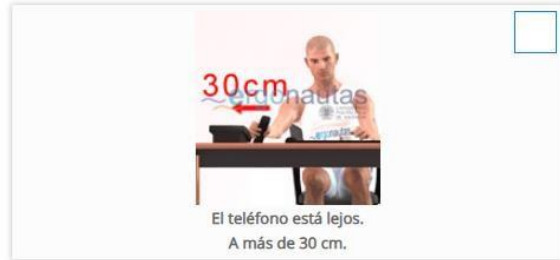 30cm
ergonautas
El teléfono está lejos.
A más de 30 cm.